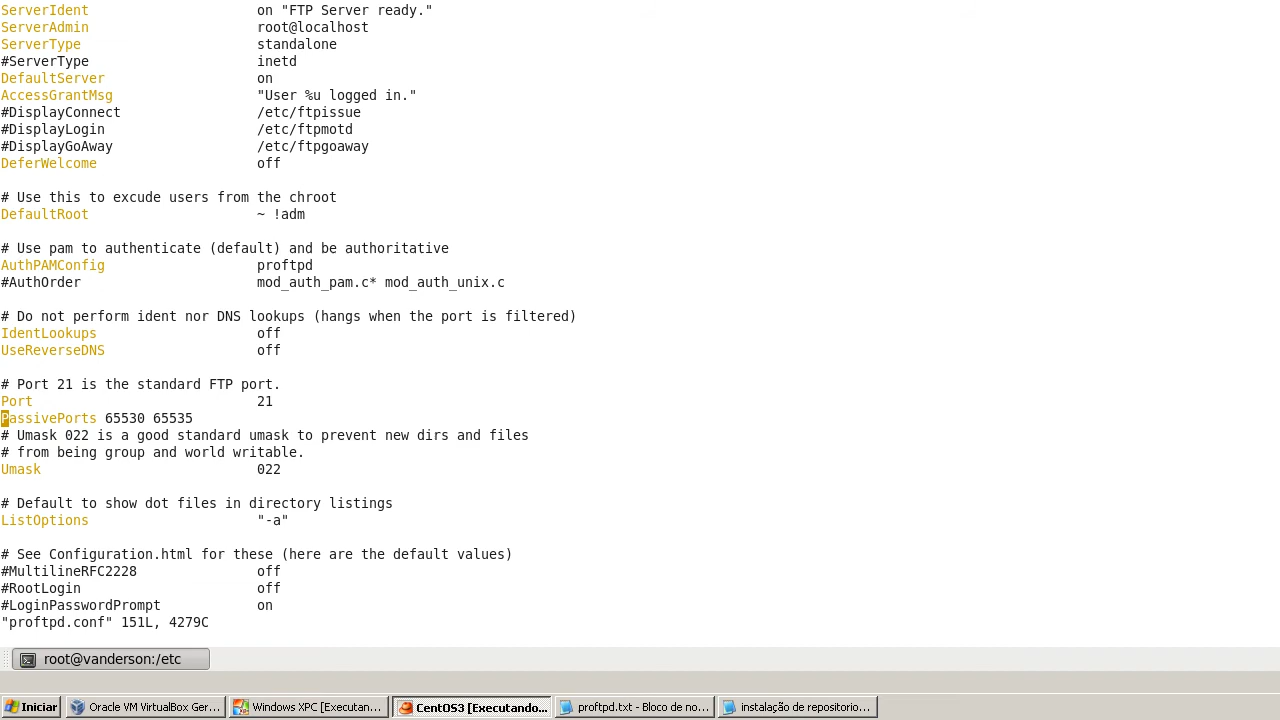 ServerIdent on "FTP Server ready."
ServerAdmin root@localhost
ServerType standalone
#ServerType inetd
DefaultServer on
AccessGrantMsg "User %u logged in."
#DisplayConnect /etc/ftpissue
#DisplayLogin /etc/ftpmotd
#DisplayGoAway /etc/ftpgoaway
DeferWelcome off
# Use this to excude users from the chroot
DefaultRoot ~ !adm
# Use pam to authenticate (default) and be authoritative
AuthPAMConfig proftpd
#AuthOrder mod_auth_pam.c* mod_auth_unix.c
# Do not perform ident nor DNS lookups (hangs when the port is filtered)
IdentLookups off
UseReverseDNS off
# Port 21 is the standard FTP port.
Port 21
PassivePorts 65530 65535
# Umask 022 is a good standard umask to prevent new dirs and files
# from being group and world writable.
Umask 022
# Default to show dot files in directory listings
ListOptions "-a"
# See Configuration.html for these (here are the default values)
#MultilineRFC2228 off
#RootLogin off
#LoginPasswordPrompt on
"proftpd.conf" 151L, 4279C
root@vanderson:/etc
Iniciar Oracle VM VirtualBox Ger... Windows XPC [Executan... CentOS3 [Executando... proftpd.txt - Bloco de no... instalação de repositorio...